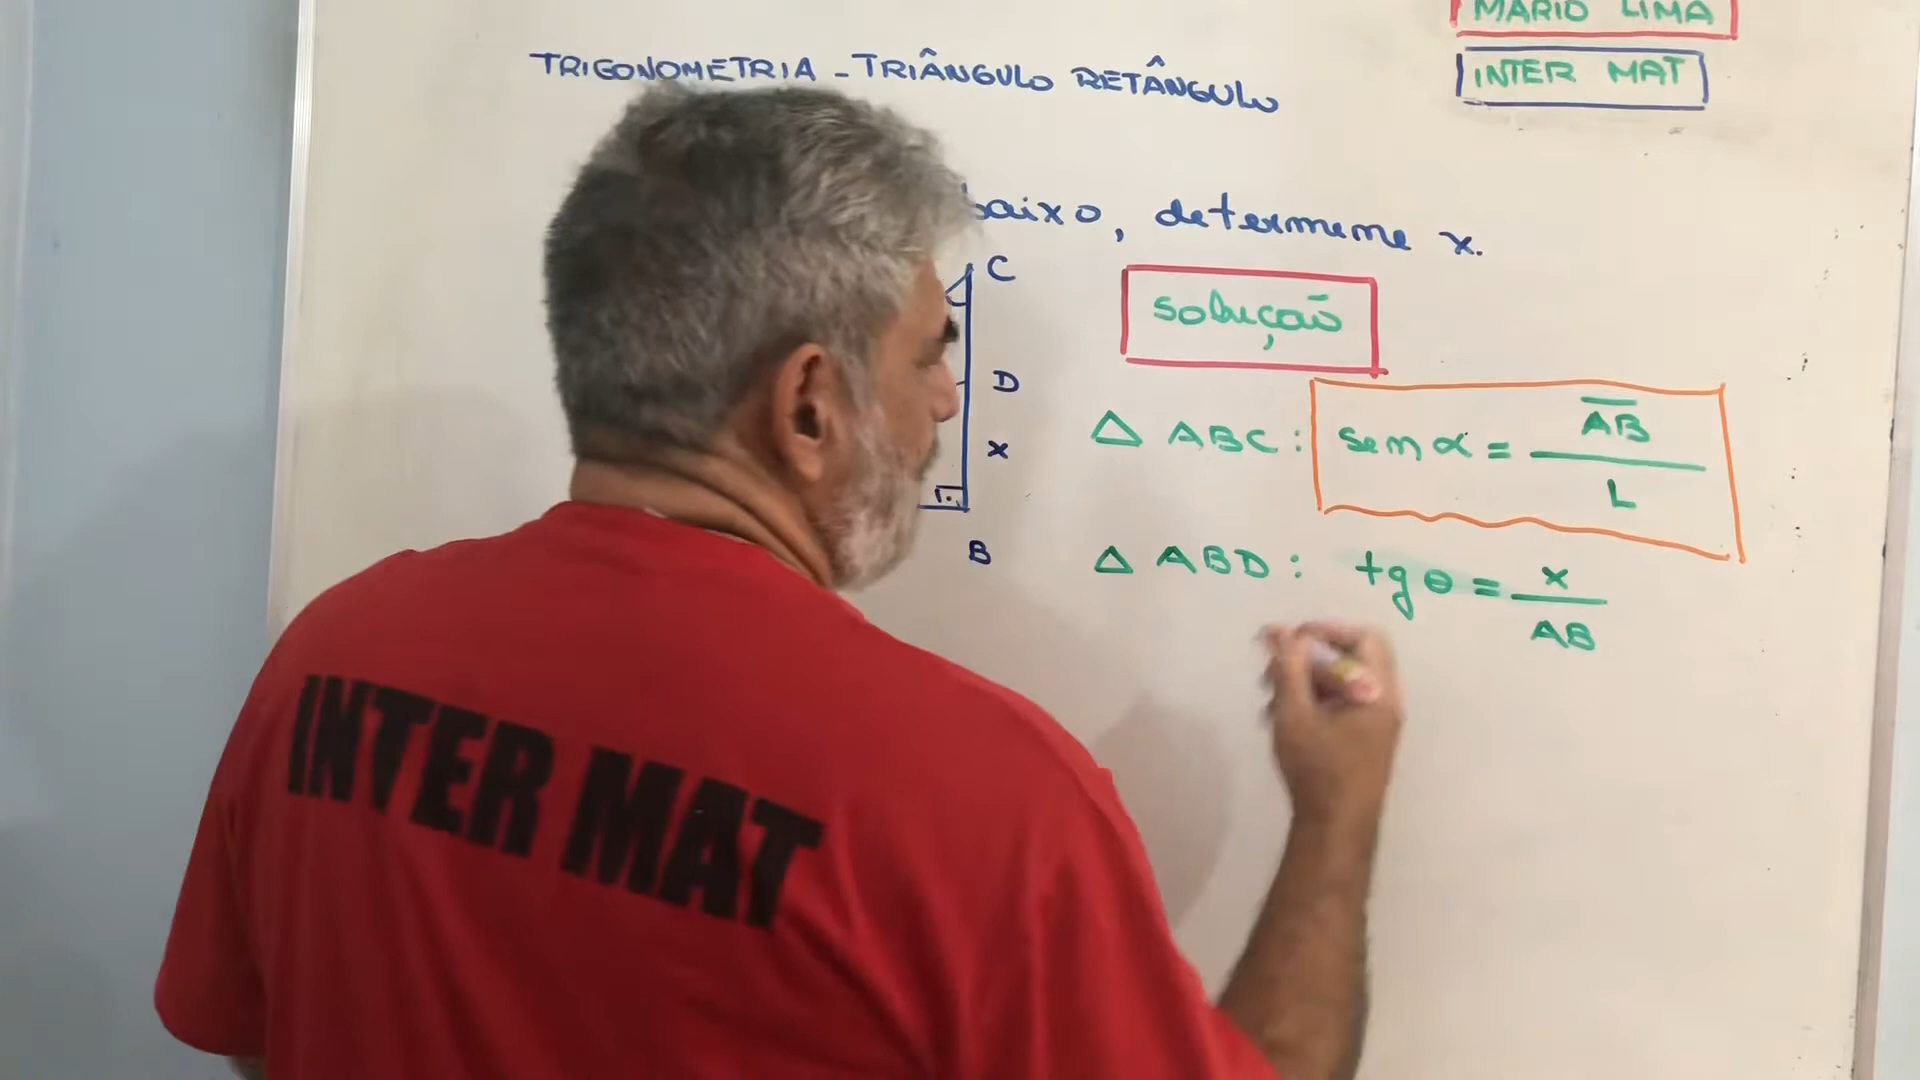 MARIO LIMA
INTER MAT
TRIGONOMETRIA - TRIÂNGULO RETÂNGULO
baixo, determine x.
C
D
x
B
Solução
△ ABC: sen α = AB / L
△ ABD: tg θ = x / AB
INTER MAT